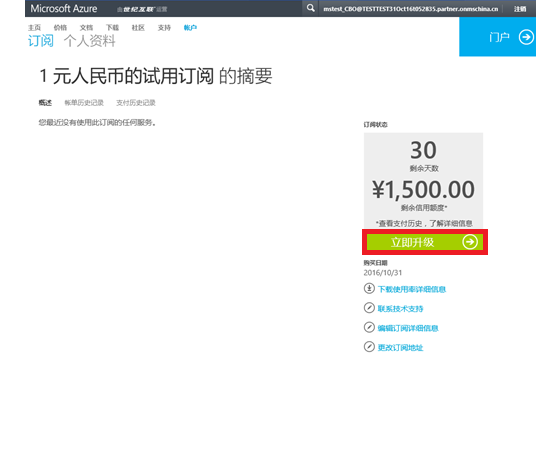 Microsoft Azure 由世纪互联运营 mstest_CBO@TESTTEST31Oct16052835.partner.onmschina.cn 注销
主页 价格 文档 下载 社区 支持 帐户
订阅 个人资料 门户
1 元人民币的试用订阅 的摘要
概述 帐单历史记录 支付历史记录
您最近没有使用此订阅的任何服务。
订阅状态
30
剩余天数
¥1,500.00
剩余信用额度*
*查看支付历史，了解详细信息
立即升级
购买日期
2016/10/31
下载使用率详细信息
联系技术支持
编辑订阅详细信息
更改订阅地址